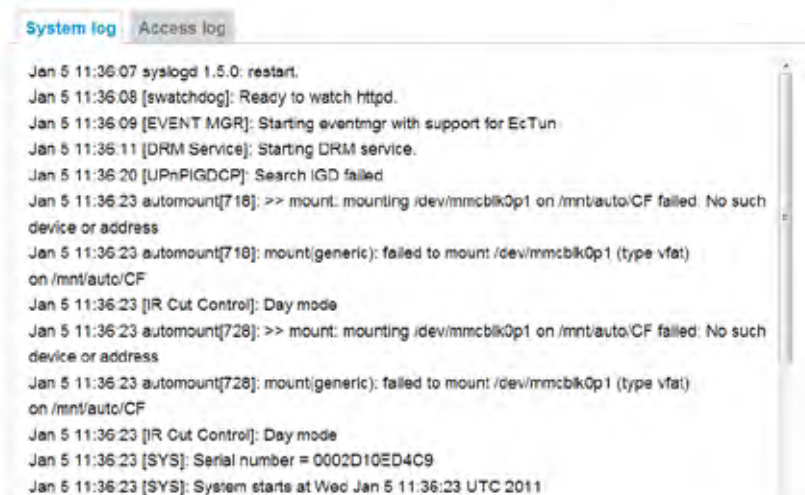 System log Access log
Jan 5 11:36:07 syslogd 1.5.0: restart.
Jan 5 11:36:08 [swatchdog]: Ready to watch httpd.
Jan 5 11:36:09 [EVENT MGR]: Starting eventmgr with support for EcTun
Jan 5 11:36:11 [DRM Service]: Starting DRM service.
Jan 5 11:36:20 [UPnPIGDCP]: Search IGD failed
Jan 5 11:36:23 automount[718]: >> mount: mounting /dev/mmcblk0p1 on /mnt/auto/CF failed: No such
device or address
Jan 5 11:36:23 automount[718]: mount(generic): failed to mount /dev/mmcblk0p1 (type vfat)
on /mnt/auto/CF
Jan 5 11:36:23 [IR Cut Control]: Day mode
Jan 5 11:36:23 automount[728]: >> mount: mounting /dev/mmcblk0p1 on /mnt/auto/CF failed: No such
device or address
Jan 5 11:36:23 automount[728]: mount(generic): failed to mount /dev/mmcblk0p1 (type vfat)
on /mnt/auto/CF
Jan 5 11:36:23 [IR Cut Control]: Day mode
Jan 5 11:36:23 [SYS]: Serial number = 0002D10ED4C9
Jan 5 11:36:23 [SYS]: System starts at Wed Jan 5 11:36:23 UTC 2011